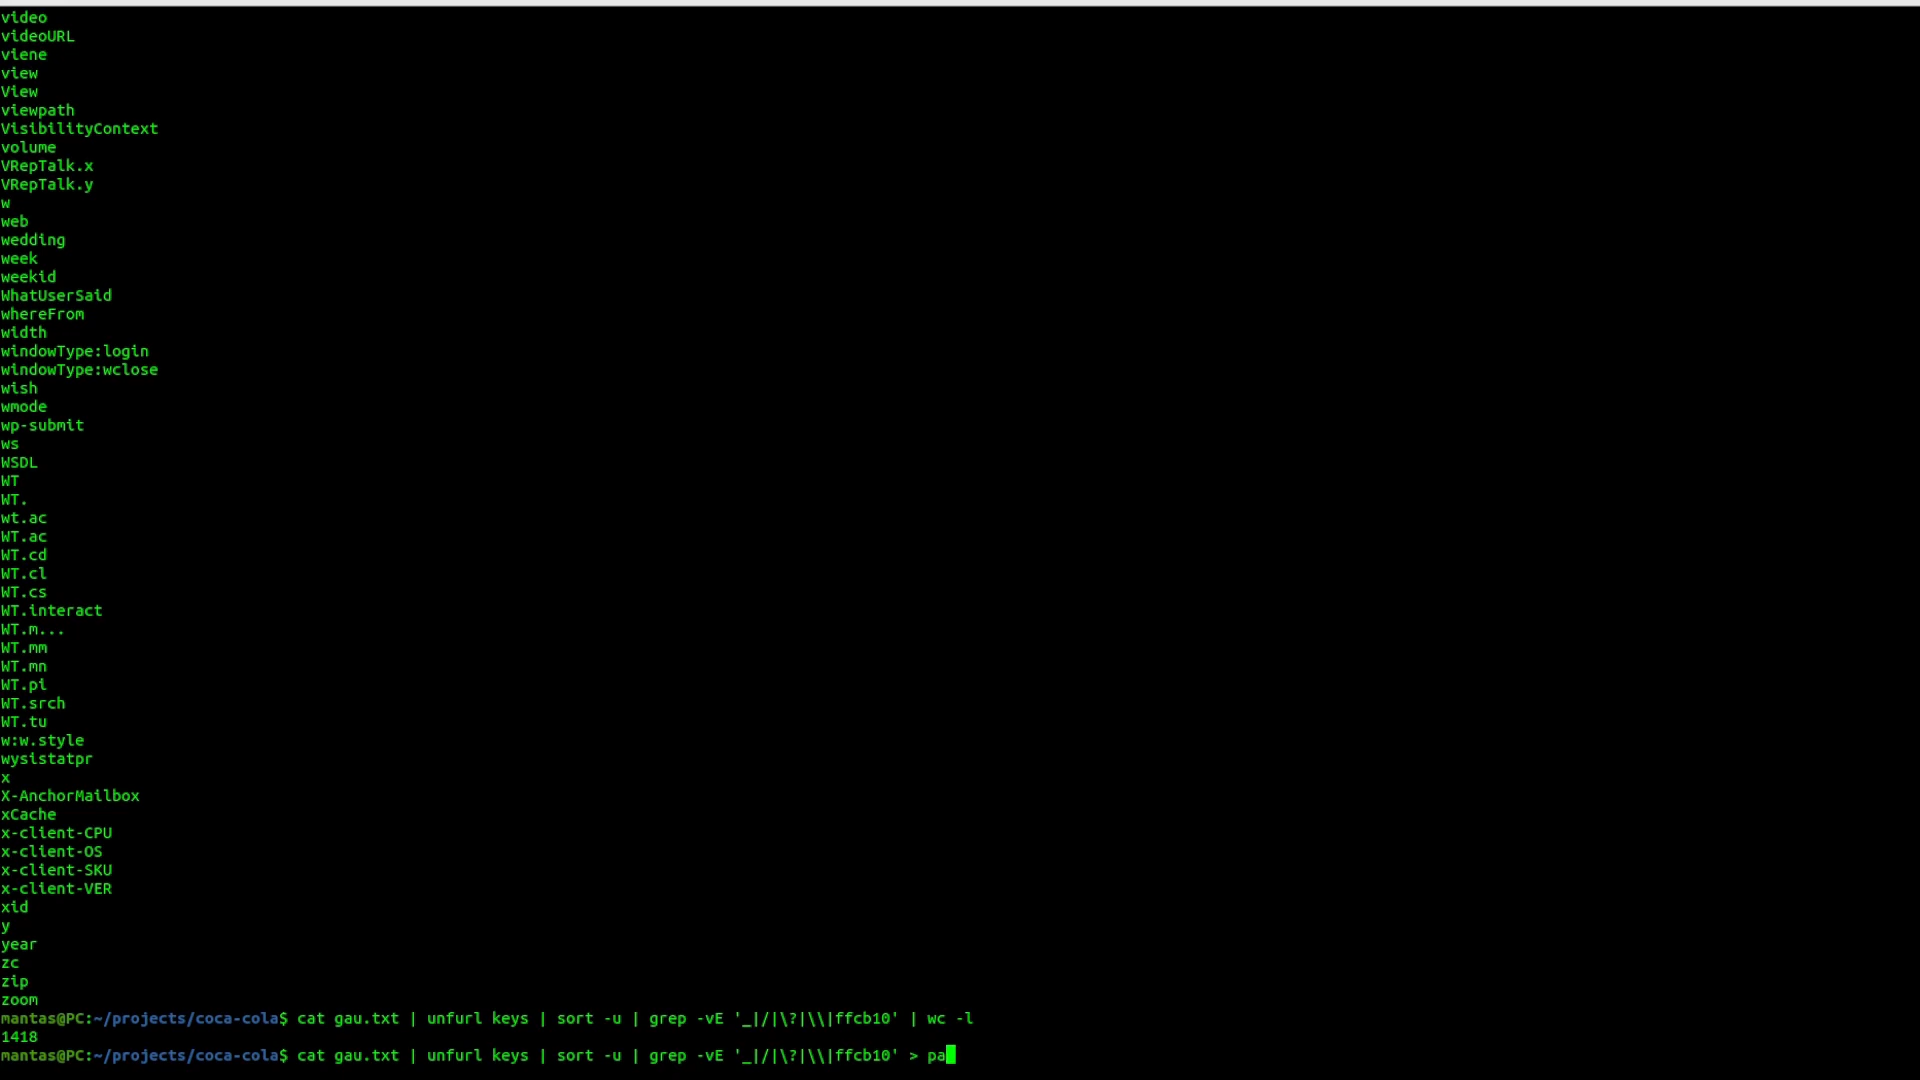 video
videoURL
viene
view
View
viewpath
VisibilityContext
volume
VRepTalk.x
VRepTalk.y
w
web
wedding
week
weekid
WhatUserSaid
whereFrom
width
windowType:login
windowType:wclose
wish
wmode
wp-submit
ws
WSDL
WT
WT.
wt.ac
WT.ac
WT.cd
WT.cl
WT.cs
WT.interact
WT.m...
WT.mm
WT.mn
WT.pi
WT.srch
WT.tu
w:w.style
wysistatpr
x
X-AnchorMailbox
xCache
x-client-CPU
x-client-OS
x-client-SKU
x-client-VER
xid
y
year
zc
zip
zoom
mantas@PC:~/projects/coca-cola$ cat gau.txt | unfurl keys | sort -u | grep -vE '_|/|\?|\\|ffcb10' | wc -l
1418
mantas@PC:~/projects/coca-cola$ cat gau.txt | unfurl keys | sort -u | grep -vE '_|/|\?|\\|ffcb10' > pa